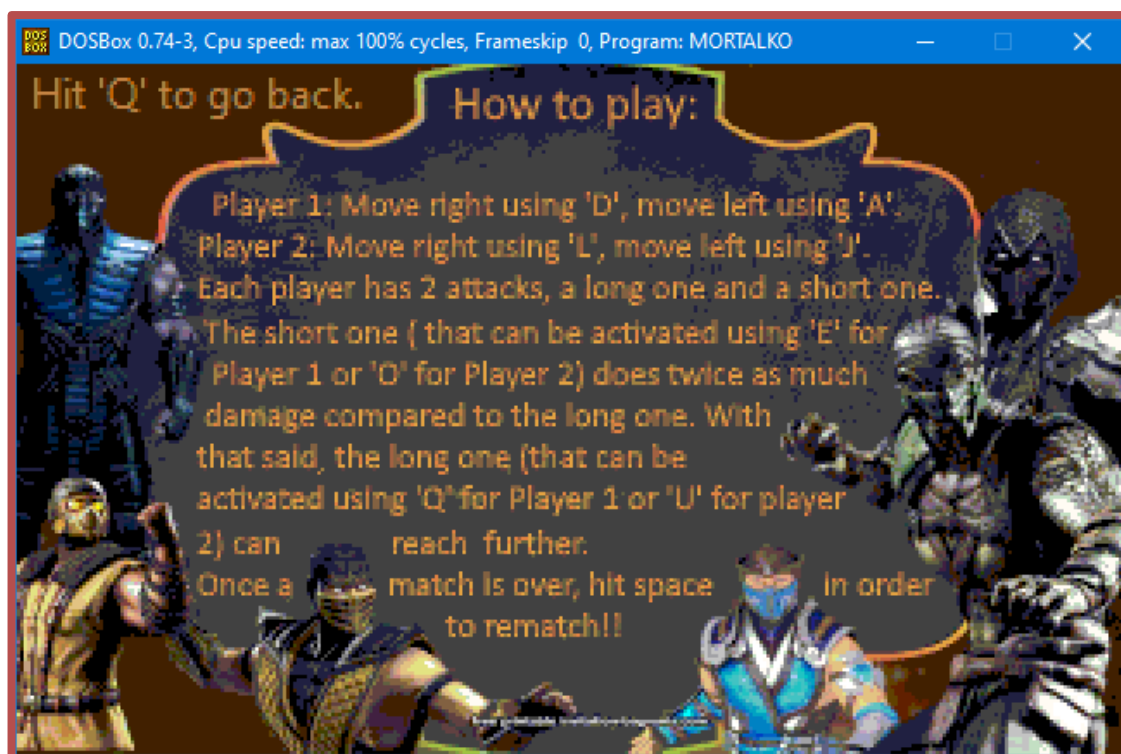 DOS BOX
DOSBox 0.74-3, Cpu speed: max 100% cycles, Frameskip 0, Program: MORTALKO
Hit 'Q' to go back.
How to play:
Player 1: Move right using 'D', move left using 'A'.
Player 2: Move right using 'L', move left using 'J'.
Each player has 2 attacks, a long one and a short one.
The short one ( that can be activated using 'E' for
Player 1 or 'O' for Player 2) does twice as much
damage compared to the long one. With
that said, the long one (that can be
activated using 'Q' for Player 1 or 'U' for player
2) can reach further.
Once a match is over, hit space in order
to rematch!!